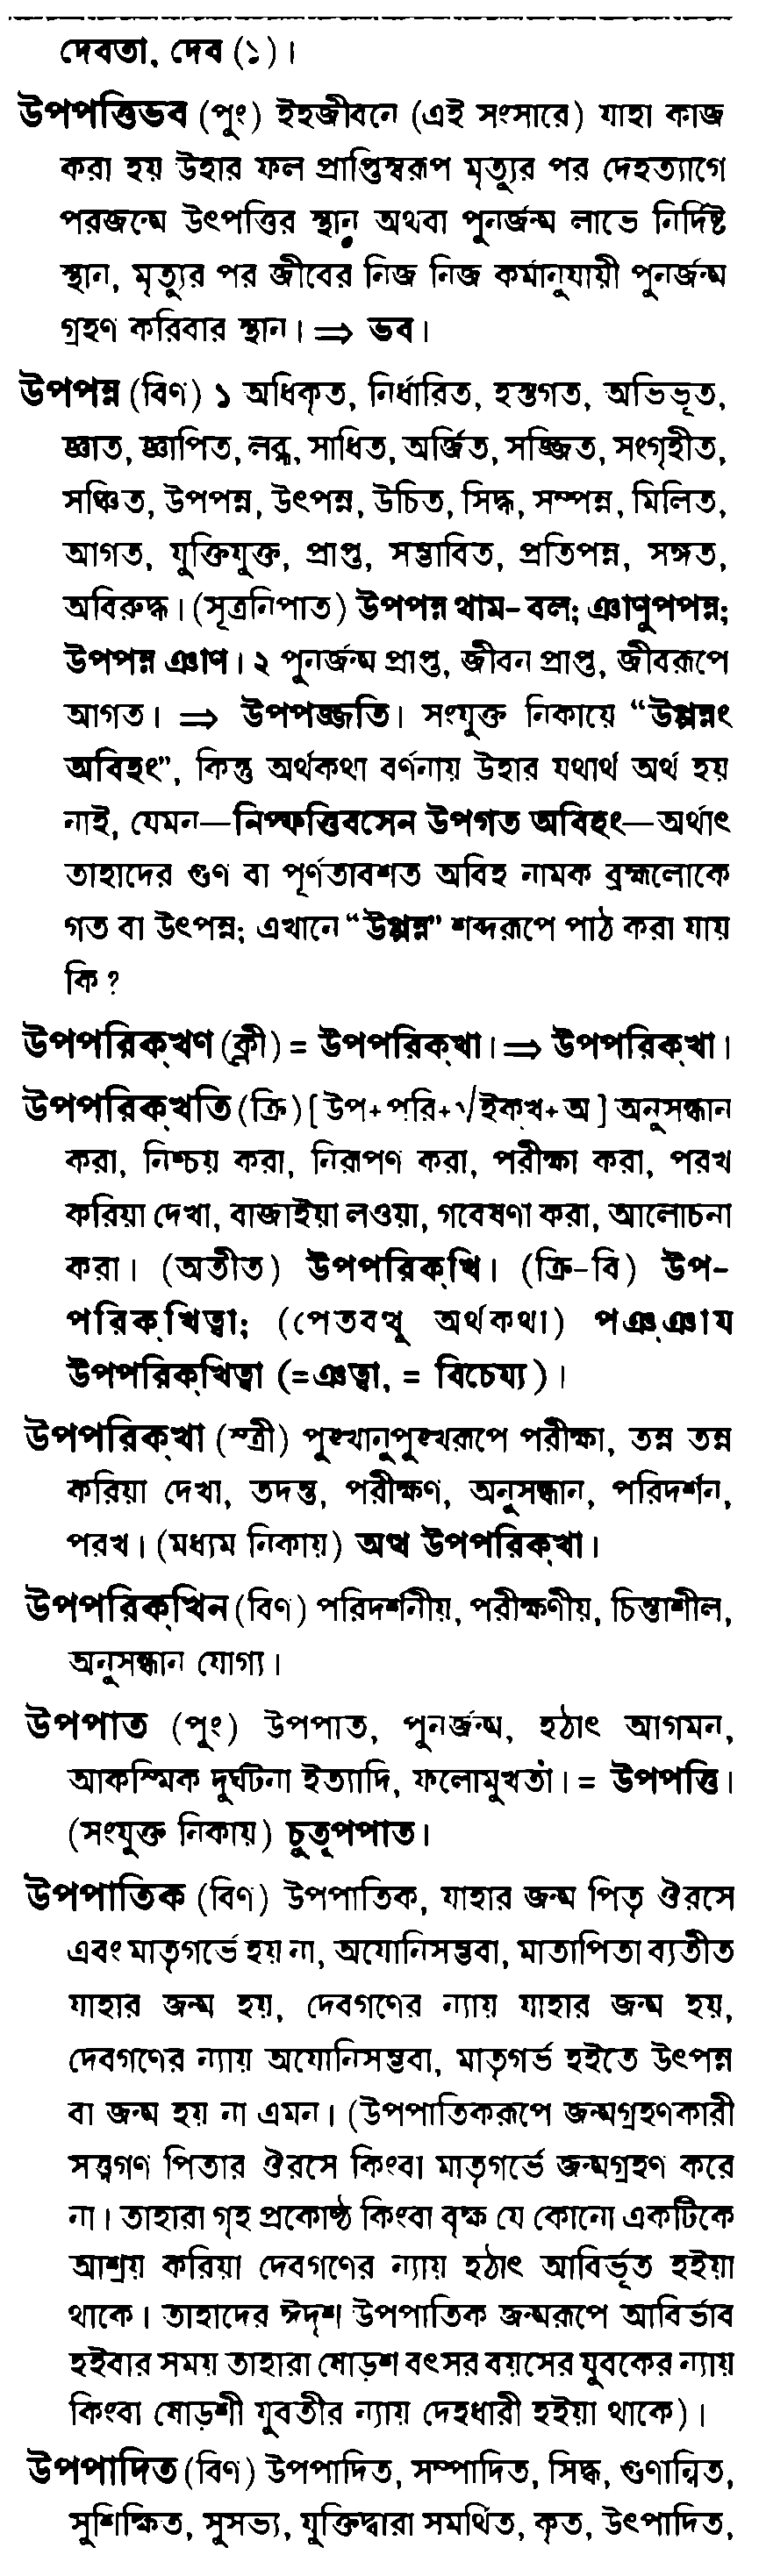 দেবতা, দেব (১)।
উপপত্তিভব (পুং) ইহজীবনে (এই সংসারে) যাহা কাজ
করা হয় উহার ফল প্রাপ্তিস্বরূপ মৃত্যুর পর দেহত্যাগে
পরজন্মে উৎপত্তির স্থান অথবা পুনর্জন্ম লাভে নির্দিষ্ট
স্থান, মৃত্যুর পর জীবের নিজ নিজ কর্মানুযায়ী পুনর্জন্ম
গ্রহণ করিবার স্থান। ⇒ ভব।
উপপন্ন (বিণ) ১ অধিকৃত, নির্ধারিত, হস্তগত, অভিভূত,
জ্ঞাত, জ্ঞাপিত, লব্ধ, সাধিত, অর্জিত, সজ্জিত, সংগৃহীত,
সঞ্চিত, উপপন্ন, উৎপন্ন, উচিত, সিদ্ধ, সম্পন্ন, মিলিত,
আগত, যুক্তিযুক্ত, প্রাপ্ত, সম্ভাবিত, প্রতিপন্ন, সঙ্গত,
অবিরুদ্ধ। (সূত্রনিপাত) উপপন্ন থাম-বল; ঞাণুপপন্ন;
উপপন্ন ঞাণ। ২ পুনর্জন্ম প্রাপ্ত, জীবন প্রাপ্ত, জীবরূপে
আগত। ⇒ উপপজ্জতি। সংযুক্ত নিকায়ে “উপ্পন্নং
অবিহং”, কিন্তু অর্থকথা বর্ণনায় উহার যথার্থ অর্থ হয়
নাই, যেমন—নিপ্ফত্তিবসেন উপগত অবিহং—অর্থাৎ
তাহাদের গুণ বা পূর্ণতাবশত অবিহ নামক ব্রহ্মলোকে
গত বা উৎপন্ন; এখানে “উপ্পন্ন” শব্দরূপে পাঠ করা যায়
কি?
উপপরিক্খণ (ক্লী) = উপপরিক্খা। ⇒ উপপরিক্খা।
উপপরিক্খতি (ক্রি) [ উপ+পরি+√ইক্খ+অ ] অনুসন্ধান
করা, নিশ্চয় করা, নিরূপণ করা, পরীক্ষা করা, পরখ
করিয়া দেখা, বাজাইয়া লওয়া, গবেষণা করা, আলোচনা
করা। (অতীত) উপপরিক্খি। (ক্রি-বি) উপ-
পরিক্খিত্বা; (পেতবত্থু অর্থকথা) পঞ্ঞায
উপপরিক্খিত্বা (=ঞত্বা, = বিচেয্য)।
উপপরিক্খা (স্ত্রী) পুঙ্খানুপুঙ্খরূপে পরীক্ষা, তন্ন তন্ন
করিয়া দেখা, তদন্ত, পরীক্ষণ, অনুসন্ধান, পরিদর্শন,
পরখ। (মধ্যম নিকায়) অত্থ উপপরিক্খা।
উপপরিক্খিন (বিণ) পরিদর্শনীয়, পরীক্ষণীয়, চিন্তাশীল,
অনুসন্ধান যোগ্য।
উপপাত (পুং) উপপাত, পুনর্জন্ম, হঠাৎ আগমন,
আকস্মিক দুর্ঘটনা ইত্যাদি, ফলোমুখতা। = উপপত্তি।
(সংযুক্ত নিকায়) চুতূপপাত।
উপপাতিক (বিণ) উপপাতিক, যাহার জন্ম পিতৃ ঔরসে
এবং মাতৃগর্ভে হয় না, অযোনিসম্ভবা, মাতাপিতা ব্যতীত
যাহার জন্ম হয়, দেবগণের ন্যায় যাহার জন্ম হয়,
দেবগণের ন্যায় অযোনিসম্ভবা, মাতৃগর্ভ হইতে উৎপন্ন
বা জন্ম হয় না এমন। (উপপাতিকরূপে জন্মগ্রহণকারী
সত্ত্বগণ পিতার ঔরসে কিংবা মাতৃগর্ভে জন্মগ্রহণ করে
না। তাহারা গৃহ প্রকোষ্ঠ কিংবা বৃক্ষ যে কোনো একটিকে
আশ্রয় করিয়া দেবগণের ন্যায় হঠাৎ আবির্ভূত হইয়া
থাকে। তাহাদের ঈদৃশ উপপাতিক জন্মরূপে আবির্ভাব
হইবার সময় তাহারা ষোড়শ বৎসর বয়সের যুবকের ন্যায়
কিংবা ষোড়শী যুবতীর ন্যায় দেহধারী হইয়া থাকে)।
উপপাদিত (বিণ) উপপাদিত, সম্পাদিত, সিদ্ধ, গুণান্বিত,
সুশিক্ষিত, সুসভ্য, যুক্তিদ্বারা সমর্থিত, কৃত, উৎপাদিত,